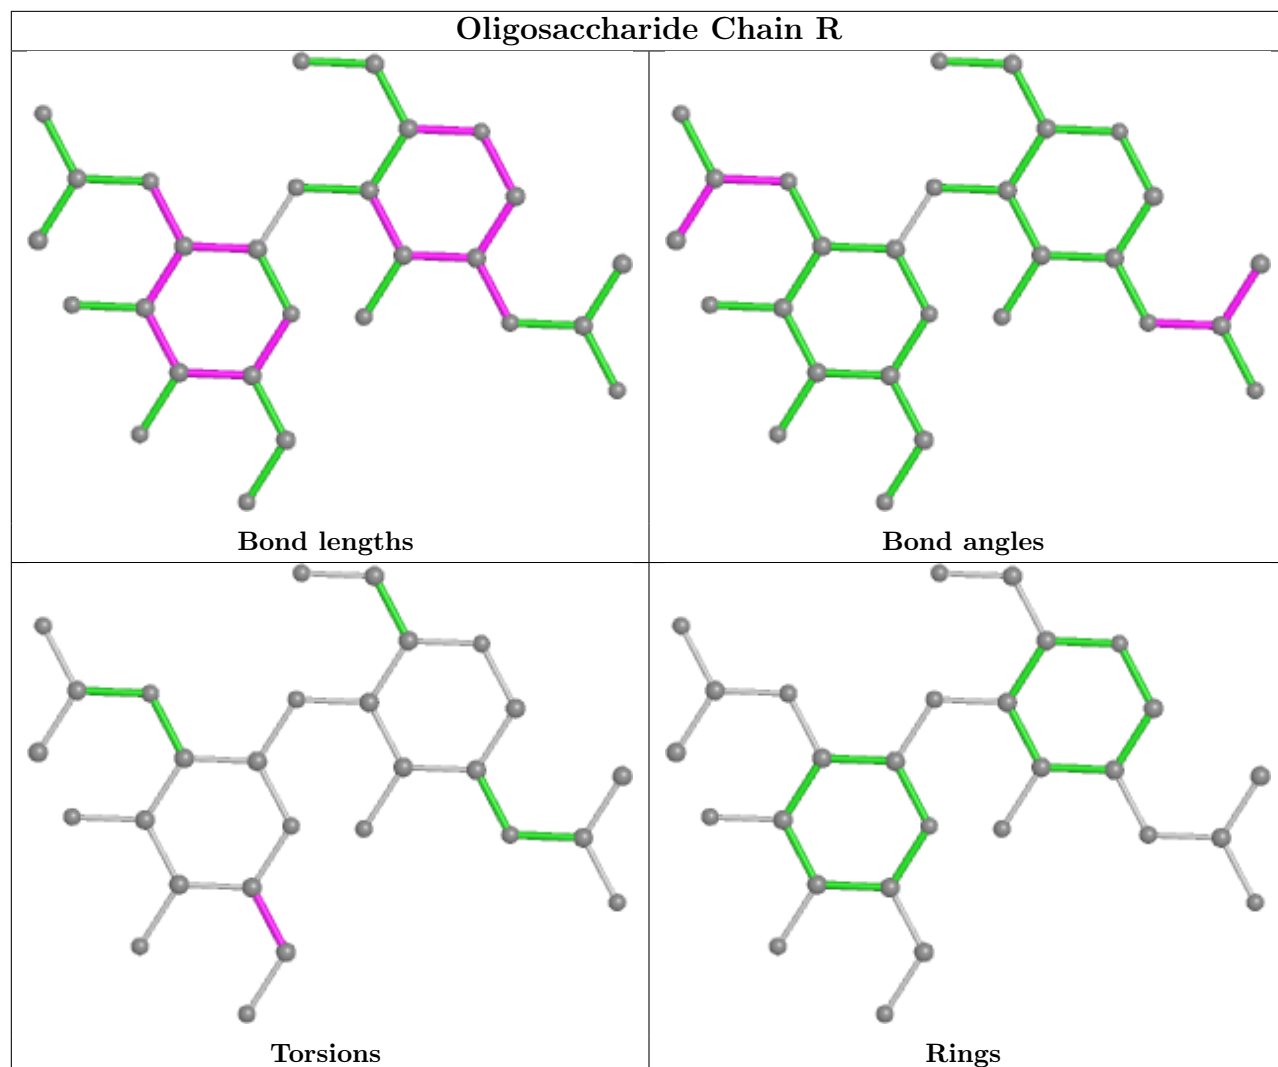 Oligosaccharide Chain R
Bond lengths
Bond angles
Torsions
Rings